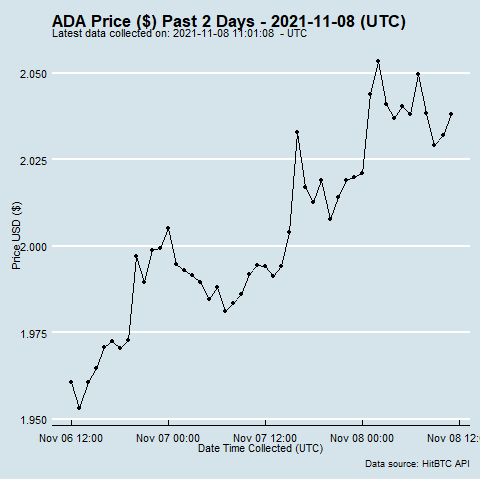 ADA Price ($) Past 2 Days - 2021-11-08 (UTC)
Latest data collected on: 2021-11-08 11:01:08 - UTC
2.050
2.025
2.000
1.975
1.950
Price USD ($)
Nov 06 12:00 Nov 07 00:00 Nov 07 12:00 Nov 08 00:00 Nov 08 12:
Date Time Collected (UTC)
Data source: HitBTC API